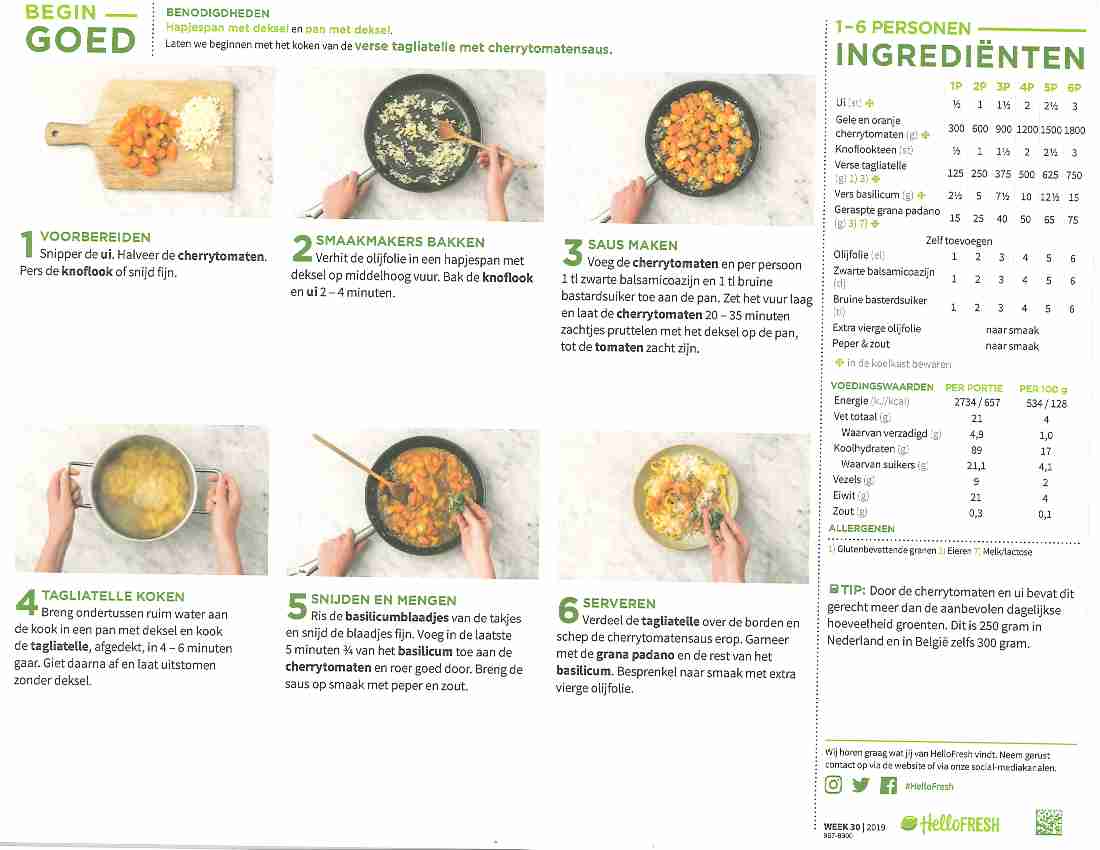 BEGIN
GOED
BENODIGDHEDEN
Hapjespan met deksel en pan met deksel.
Laten we beginnen met het koken van de verse tagliatelle met cherrytomatensaus.
1 VOORBEREIDEN
Snipper de ui. Halveer de cherrytomaten.
Pers de knoflook of snijd fijn.
2 SMAAKMAKERS BAKKEN
Verhit de olijfolie in een hapjespan met
deksel op middelhoog vuur. Bak de knoflook
en ui 2 – 4 minuten.
3 SAUS MAKEN
Voeg de cherrytomaten en per persoon
1 tl zwarte balsamicoazijn en 1 tl bruine
bastardsuiker toe aan de pan. Zet het vuur laag
en laat de cherrytomaten 20 – 35 minuten
zachtjes pruttelen met het deksel op de pan,
tot de tomaten zacht zijn.
4 TAGLIATELLE KOKEN
Breng ondertussen ruim water aan
de kook in een pan met deksel en kook
de tagliatelle, afgedekt, in 4 – 6 minuten
gaar. Giet daarna af en laat uitstomen
zonder deksel.
5 SNIJDEN EN MENGEN
Ris de basilicumblaadjes van de takjes
en snijd de blaadjes fijn. Voeg in de laatste
5 minuten ¾ van het basilicum toe aan de
cherrytomaten en roer goed door. Breng de
saus op smaak met peper en zout.
6 SERVEREN
Verdeel de tagliatelle over de borden en
schep de cherrytomatensaus erop. Garneer
met de grana padano en de rest van het
basilicum. Besprenkel naar smaak met extra
vierge olijfolie.
1–6 PERSONEN
INGREDIËNTEN
1P 2P 3P 4P 5P 6P
Ui (st) ½ 1 1½ 2 2½ 3
Gele en oranje
cherrytomaten (g) 300 600 900 1200 1500 1800
Knoflookteen (st) ½ 1 1½ 2 2½ 3
Verse tagliatelle
(g) 1) 3) 125 250 375 500 625 750
Vers basilicum (g) 2½ 5 7½ 10 12½ 15
Geraspte grana padano
(g) 3) 7) 15 25 40 50 65 75
Zelf toevoegen
Olijfolie (el) 1 2 3 4 5 6
Zwarte balsamicoazijn
1 2 3 4 5 6
Bruine basterdsuiker
(tl) 1 2 3 4 5 6
Extra vierge olijfolie naar smaak
Peper & zout naar smaak
in de koelkast bewaren
VOEDINGSWAARDEN PER PORTIE PER 100 g
Energie (kJ/kcal) 2734 / 657 534 / 128
Vet totaal (g) 21 4
Waarvan verzadigd (g) 4,9 1,0
Koolhydraten (g) 89 17
Waarvan suikers (g) 21,1 4,1
Vezels (g) 9 2
Eiwit (g) 21 4
Zout (g) 0,3 0,1
ALLERGENEN
1) Glutenbevattende granen 3) Eieren 7) Melk/lactose
TIP: Door de cherrytomaten en ui bevat dit
gerecht meer dan de aanbevolen dagelijkse
hoeveelheid groenten. Dit is 250 gram in
Nederland en in België zelfs 300 gram.
Wij horen graag wat jij van HelloFresh vindt. Neem gerust
contact op via de website of via onze social-mediakanalen.
#HelloFresh
WEEK 30 | 2019
HelloFRESH